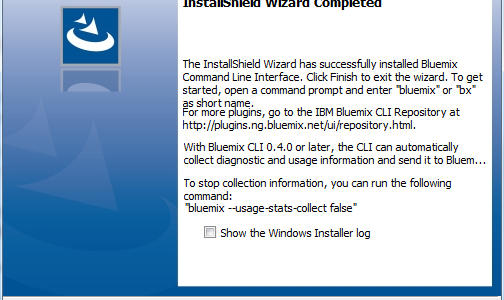 InstallShield Wizard Completed
The InstallShield Wizard has successfully installed Bluemix
Command Line Interface. Click Finish to exit the wizard. To get
started, open a command prompt and enter "bluemix" or "bx"
as short name.
For more plugins, go to the IBM Bluemix CLI Repository at
http://plugins.ng.bluemix.net/ui/repository.html.
With Bluemix CLI 0.4.0 or later, the CLI can automatically
collect diagnostic and usage information and send it to Bluem...
To stop collection information, you can run the following
command:
"bluemix --usage-stats-collect false"
Show the Windows Installer log